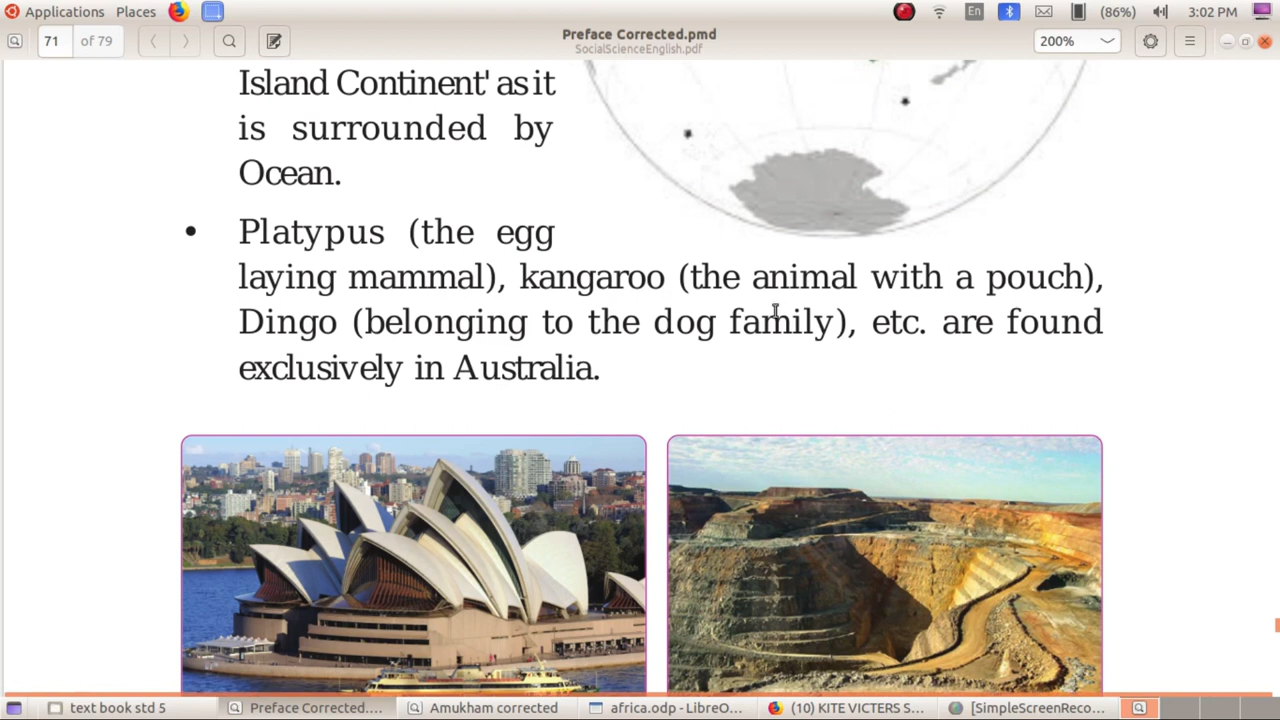 Applications Places En (86%) 3:02 PM
71 of 79 Preface Corrected.pmd 200%
SocialScienceEnglish.pdf
Island Continent' as it
is surrounded by
Ocean.
• Platypus (the egg
laying mammal), kangaroo (the animal with a pouch),
Dingo (belonging to the dog family), etc. are found
exclusively in Australia.
text book std 5 Preface Corrected.... Amukham corrected africa.odp - LibreO... (10) KITE VICTERS S... [SimpleScreenReco...